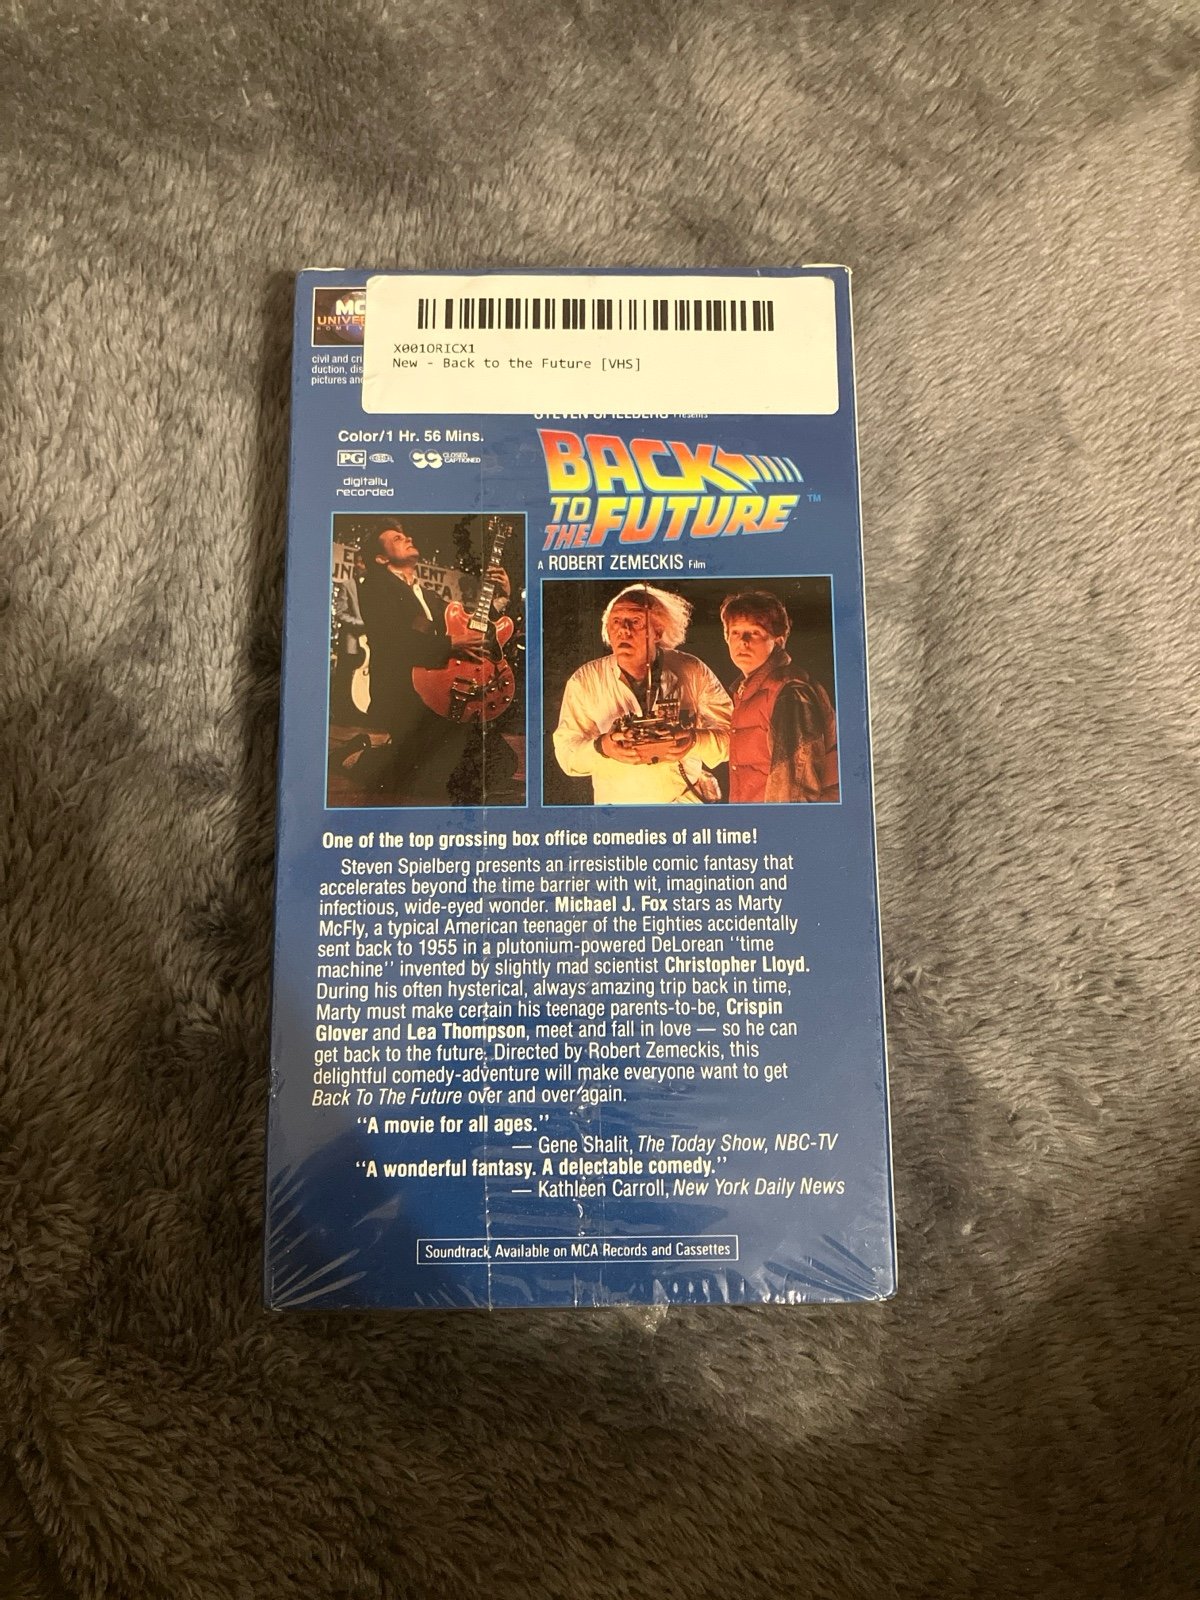 X001ORICX1
New - Back to the Future [VHS]
MC
UNIVE
HOME V
civil and cri
duction, dis
pictures and
STEVEN SPIELBERG Presents
Color/1 Hr. 56 Mins.
PG
CLOSED CAPTIONED
digitally
recorded
BACK
TO THE FUTURE™
A ROBERT ZEMECKIS Film
ENT
SEA
One of the top grossing box office comedies of all time!
Steven Spielberg presents an irresistible comic fantasy that
accelerates beyond the time barrier with wit, imagination and
infectious, wide-eyed wonder. Michael J. Fox stars as Marty
McFly, a typical American teenager of the Eighties accidentally
sent back to 1955 in a plutonium-powered DeLorean "time
machine" invented by slightly mad scientist Christopher Lloyd.
During his often hysterical, always amazing trip back in time,
Marty must make certain his teenage parents-to-be, Crispin
Glover and Lea Thompson, meet and fall in love — so he can
get back to the future. Directed by Robert Zemeckis, this
delightful comedy-adventure will make everyone want to get
Back To The Future over and over again.
"A movie for all ages."
— Gene Shalit, The Today Show, NBC-TV
"A wonderful fantasy. A delectable comedy."
— Kathleen Carroll, New York Daily News
Soundtrack Available on MCA Records and Cassettes